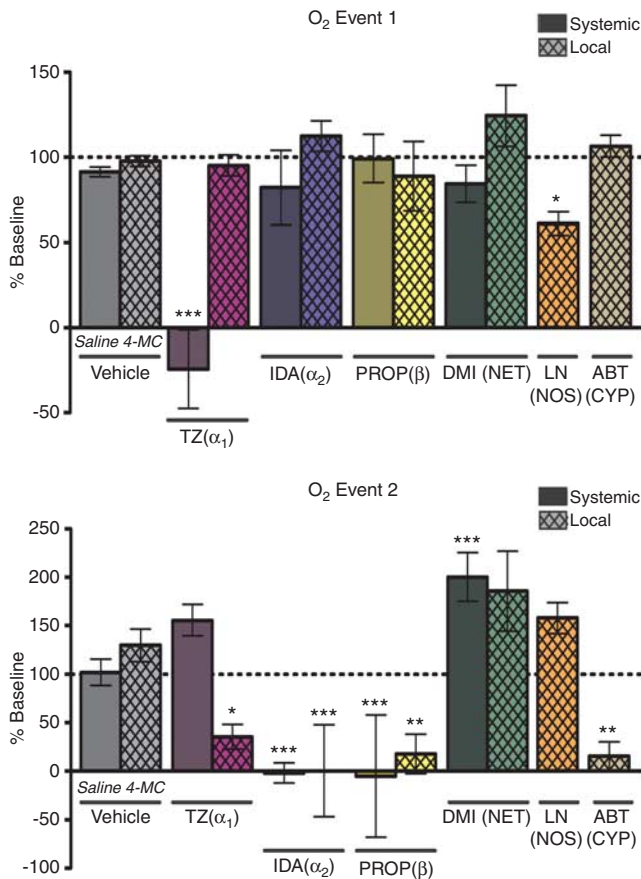 O₂ Event 1
Systemic
Local
150
100
50
0
-50
% Baseline
***
*
Saline 4-MC
Vehicle
TZ(α₁)
IDA(α₂)
PROP(β)
DMI (NET)
LN
(NOS)
ABT
(CYP)
O₂ Event 2
Systemic
Local
250
200
150
100
50
0
-50
-100
% Baseline
*
***
***
***
**
***
**
Saline 4-MC
Vehicle
TZ(α₁)
IDA(α₂)
PROP(β)
DMI (NET)
LN
(NOS)
ABT
(CYP)